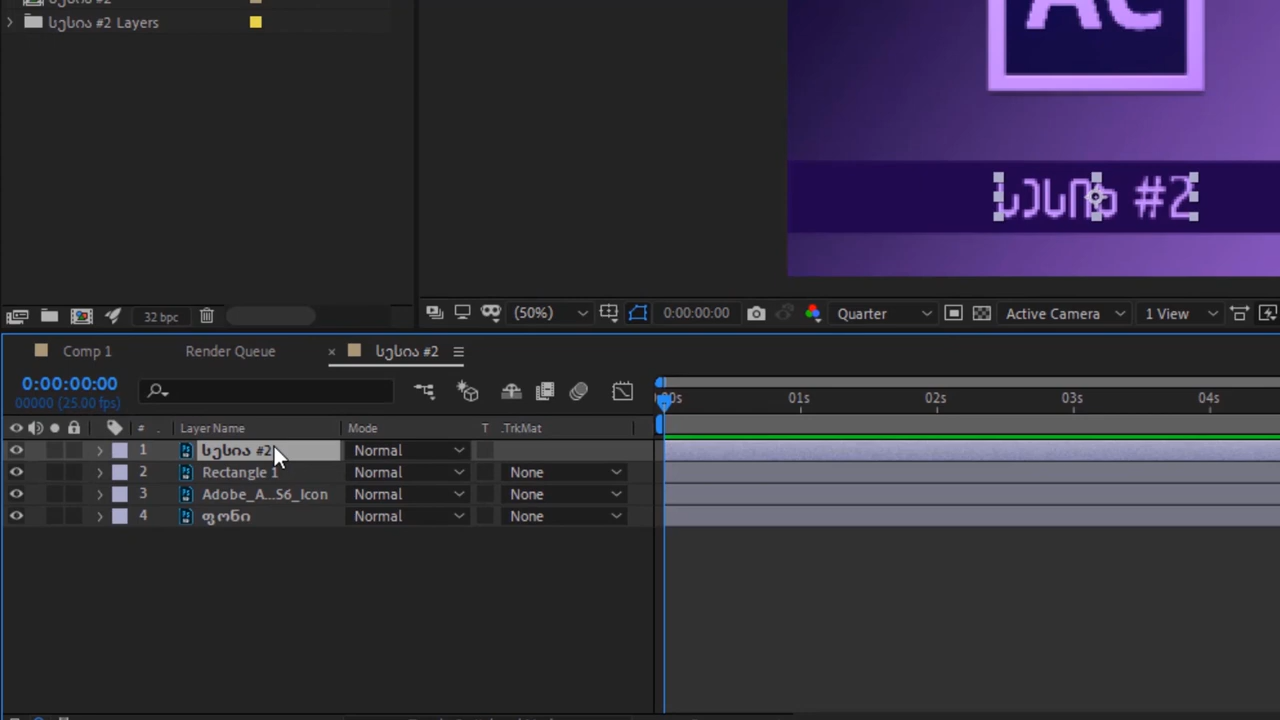 სესია #2
სესია #2 Layers
Ae
სესია #2
32 bpc
(50%)
0:00:00:00
Quarter
Active Camera
1 View
Comp 1
Render Queue
× სესია #2
0:00:00:00
00000 (25.00 fps)
00s 01s 02s 03s 04s
# . Layer Name Mode T .TrkMat
1 სესია #2 Normal
2 Rectangle 1 Normal None
3 Adobe_A...S6_Icon Normal None
4 ფონი Normal None